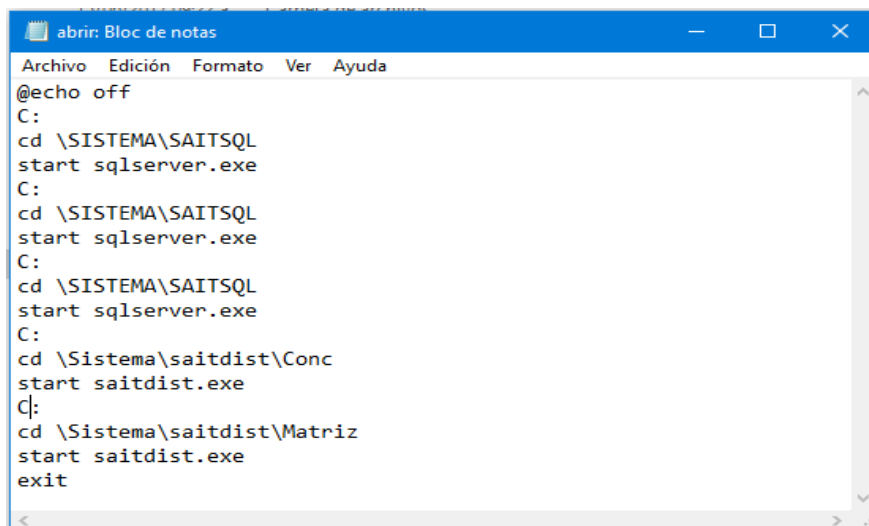 abrir: Bloc de notas
Archivo Edición Formato Ver Ayuda
@echo off
C:
cd \SISTEMA\SAITSQL
start sqlserver.exe
C:
cd \SISTEMA\SAITSQL
start sqlserver.exe
C:
cd \SISTEMA\SAITSQL
start sqlserver.exe
C:
cd \Sistema\saitdist\Conc
start saitdist.exe
C:
cd \Sistema\saitdist\Matriz
start saitdist.exe
exit